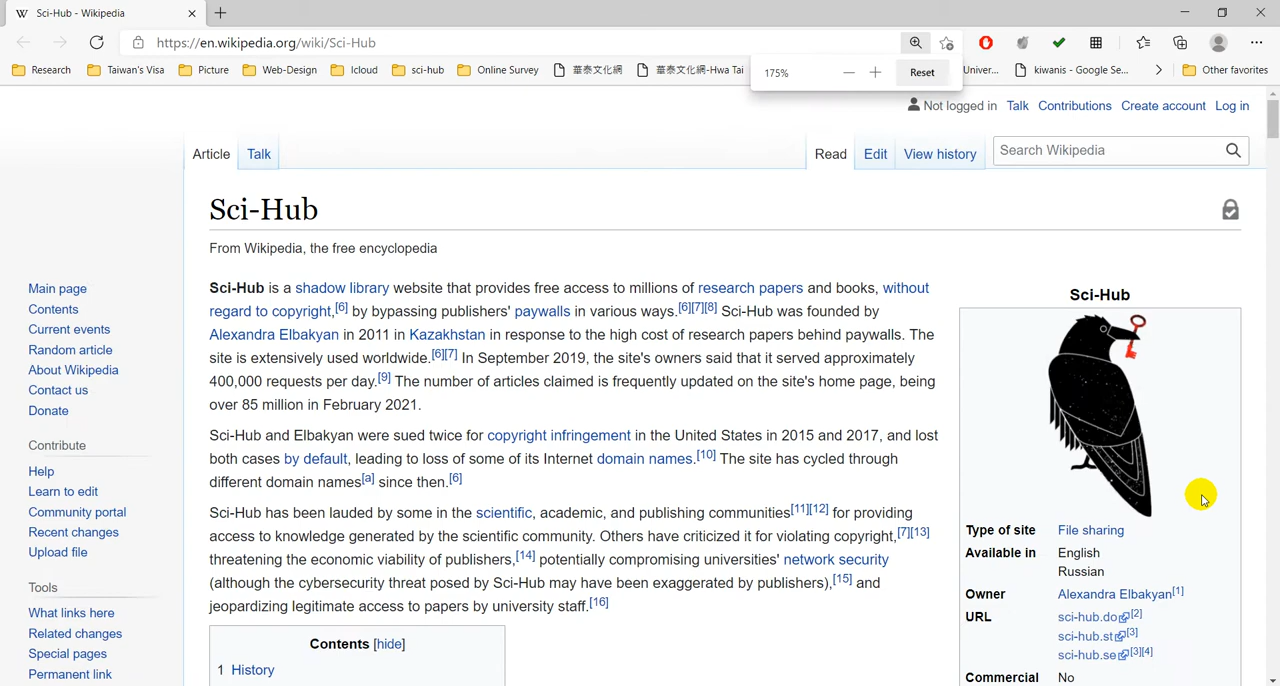 Sci-Hub - Wikipedia
https://en.wikipedia.org/wiki/Sci-Hub
Research Taiwan's Visa Picture Web-Design Icloud sci-hub Online Survey 華泰文化網 華泰文化網-Hwa Tai Univer... kiwanis - Google Se... Other favorites
175% Reset
Not logged in Talk Contributions Create account Log in
Article Talk Read Edit View history Search Wikipedia
Sci-Hub
From Wikipedia, the free encyclopedia
Main page
Contents
Current events
Random article
About Wikipedia
Contact us
Donate
Contribute
Help
Learn to edit
Community portal
Recent changes
Upload file
Tools
What links here
Related changes
Special pages
Permanent link
Sci-Hub is a shadow library website that provides free access to millions of research papers and books, without
regard to copyright,[6] by bypassing publishers' paywalls in various ways.[6][7][8] Sci-Hub was founded by
Alexandra Elbakyan in 2011 in Kazakhstan in response to the high cost of research papers behind paywalls. The
site is extensively used worldwide.[6][7] In September 2019, the site's owners said that it served approximately
400,000 requests per day.[9] The number of articles claimed is frequently updated on the site's home page, being
over 85 million in February 2021.
Sci-Hub and Elbakyan were sued twice for copyright infringement in the United States in 2015 and 2017, and lost
both cases by default, leading to loss of some of its Internet domain names.[10] The site has cycled through
different domain names[a] since then.[6]
Sci-Hub has been lauded by some in the scientific, academic, and publishing communities[11][12] for providing
access to knowledge generated by the scientific community. Others have criticized it for violating copyright,[7][13]
threatening the economic viability of publishers,[14] potentially compromising universities' network security
(although the cybersecurity threat posed by Sci-Hub may have been exaggerated by publishers),[15] and
jeopardizing legitimate access to papers by university staff.[16]
Contents [hide]
1 History
Sci-Hub
Type of site File sharing
Available in English
Russian
Owner Alexandra Elbakyan[1]
URL sci-hub.do[2]
sci-hub.st[3]
sci-hub.se[3][4]
Commercial No